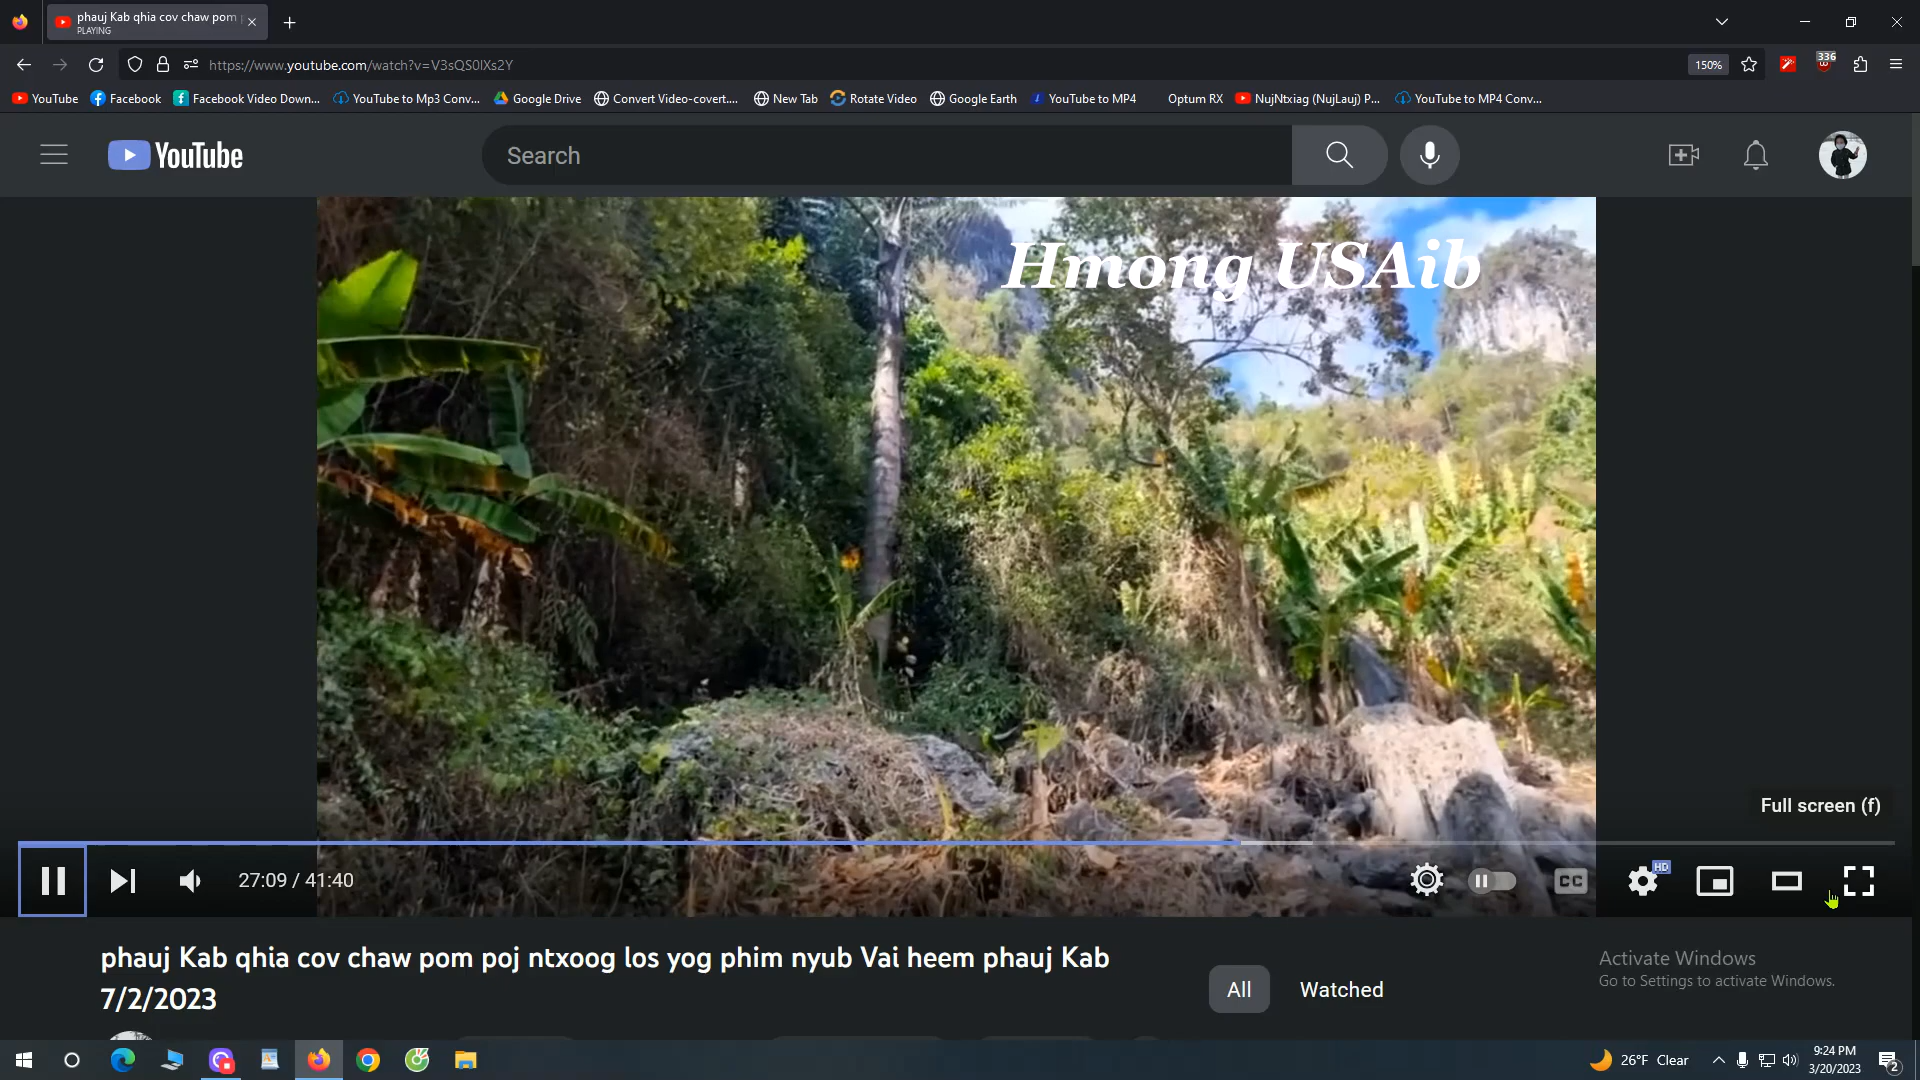 phauj Kab qhia cov chaw pom
PLAYING
https://www.youtube.com/watch?v=V3sQS0lXs2Y
150%
336
YouTube
Facebook
Facebook Video Down...
YouTube to Mp3 Conv...
Google Drive
Convert Video-covert....
New Tab
Rotate Video
Google Earth
YouTube to MP4
Optum RX
NujNtxiag (NujLauj) P...
YouTube to MP4 Conv...
YouTube
Search
Hmong USAib
Full screen (f)
27:09 / 41:40
CC
HD
phauj Kab qhia cov chaw pom poj ntxoog los yog phim nyub Vai heem phauj Kab
7/2/2023
All
Watched
Activate Windows
Go to Settings to activate Windows.
26°F Clear
9:24 PM
3/20/2023
2